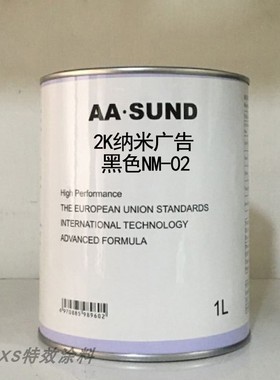 AA·SUND
2K纳米广告
黑色NM-02
High Performance
THE EUROPEAN UNION STANDARDS
INTERNATIONAL TECHNOLOGY
ADVANCED FORMULA
1L
XS特效涂料